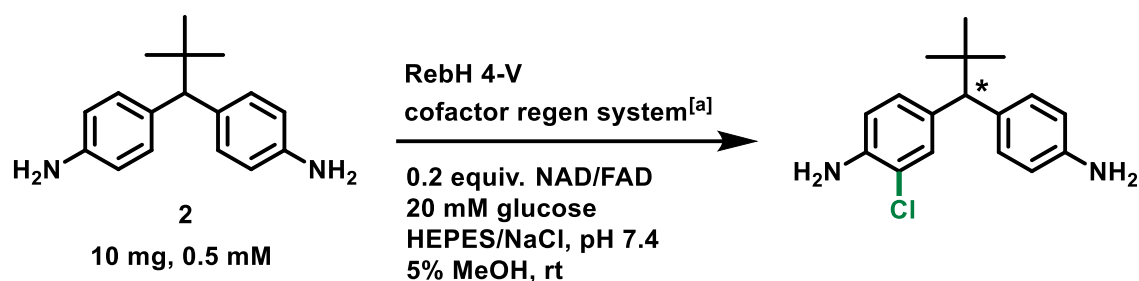 H₂N
NH₂
2
10 mg, 0.5 mM
RebH 4-V
cofactor regen system[a]
0.2 equiv. NAD/FAD
20 mM glucose
HEPES/NaCl, pH 7.4
5% MeOH, rt
*
H₂N
Cl
NH₂